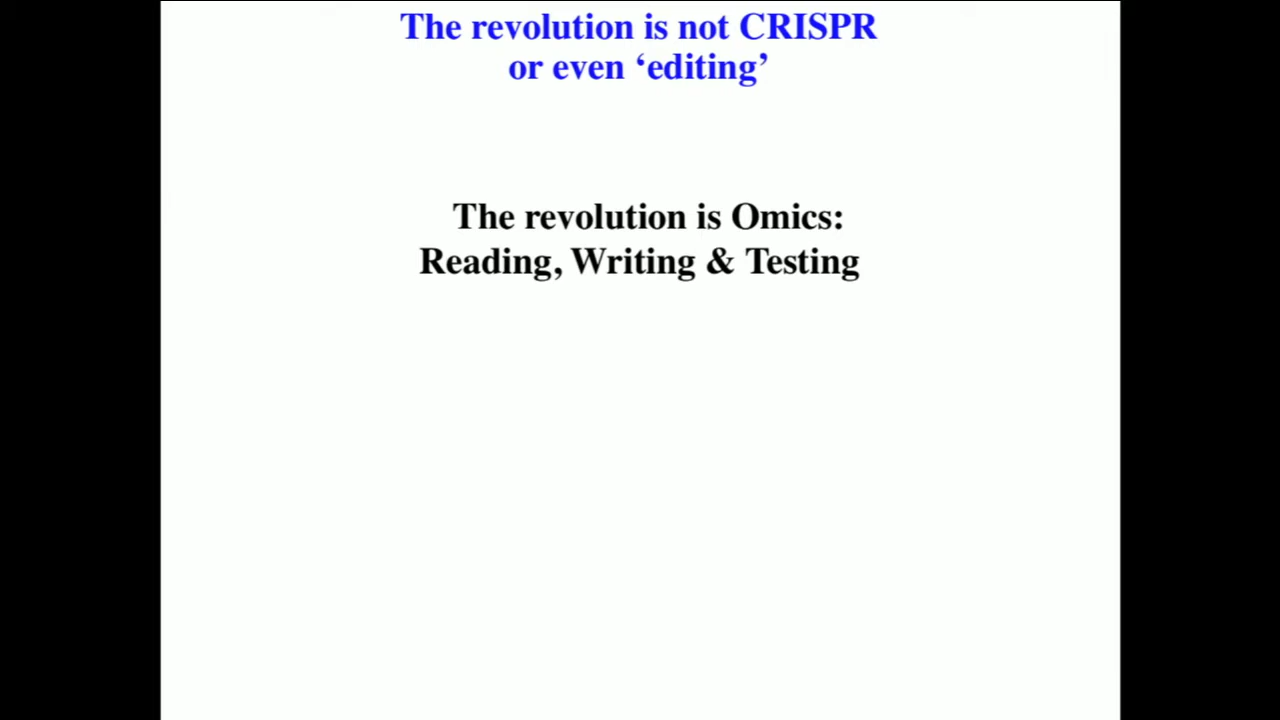 The revolution is not CRISPR
or even ‘editing’
The revolution is Omics:
Reading, Writing & Testing